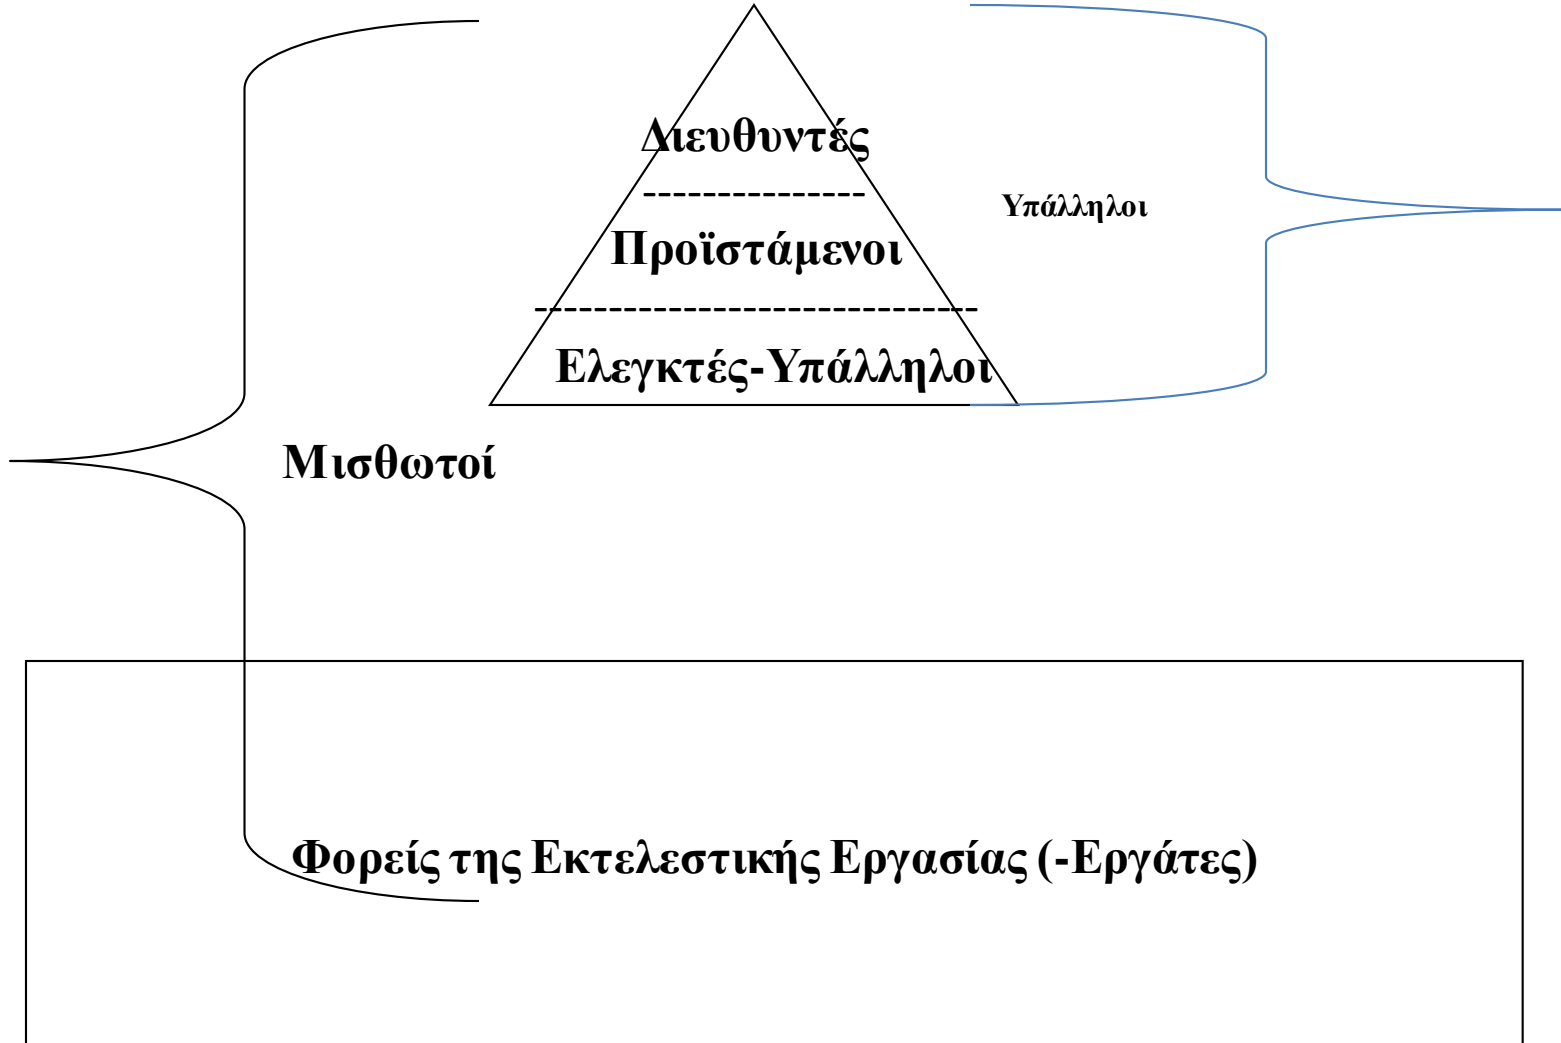 Διευθυντές
Υπάλληλοι
Προϊστάμενοι
Ελεγκτές-Υπάλληλοι
Μισθωτοί
Φορείς της Εκτελεστικής Εργασίας (-Εργάτες)